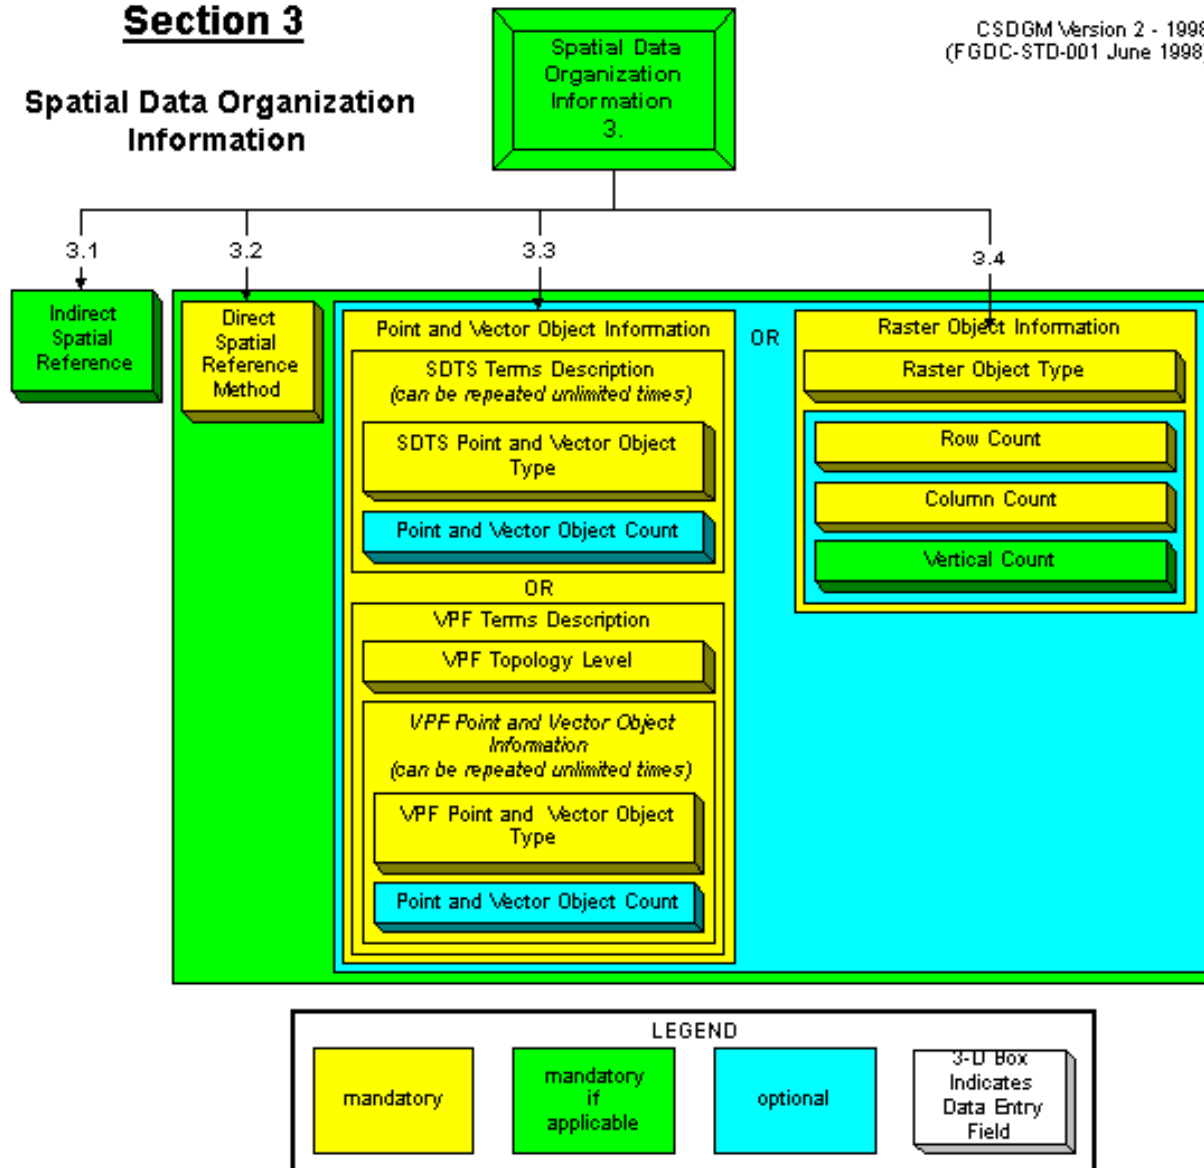 Section 3
Spatial Data Organization
Information
CSDGM Version 2 - 1998
(FGDC-STD-001 June 1998)
Spatial Data
Organization
Information
3.
3.1
3.2
3.3
3.4
Indirect
Spatial
Reference
Direct
Spatial
Reference
Method
Point and Vector Object Information
SDTS Terms Description
(can be repeated unlimited times)
SDTS Point and Vector Object
Type
Point and Vector Object Count
OR
VPF Terms Description
VPF Topology Level
VPF Point and Vector Object
Information
(can be repeated unlimited times)
VPF Point and Vector Object
Type
Point and Vector Object Count
OR
Raster Object Information
Raster Object Type
Row Count
Column Count
Vertical Count
LEGEND
mandatory
mandatory
if
applicable
optional
3-D Box
Indicates
Data Entry
Field